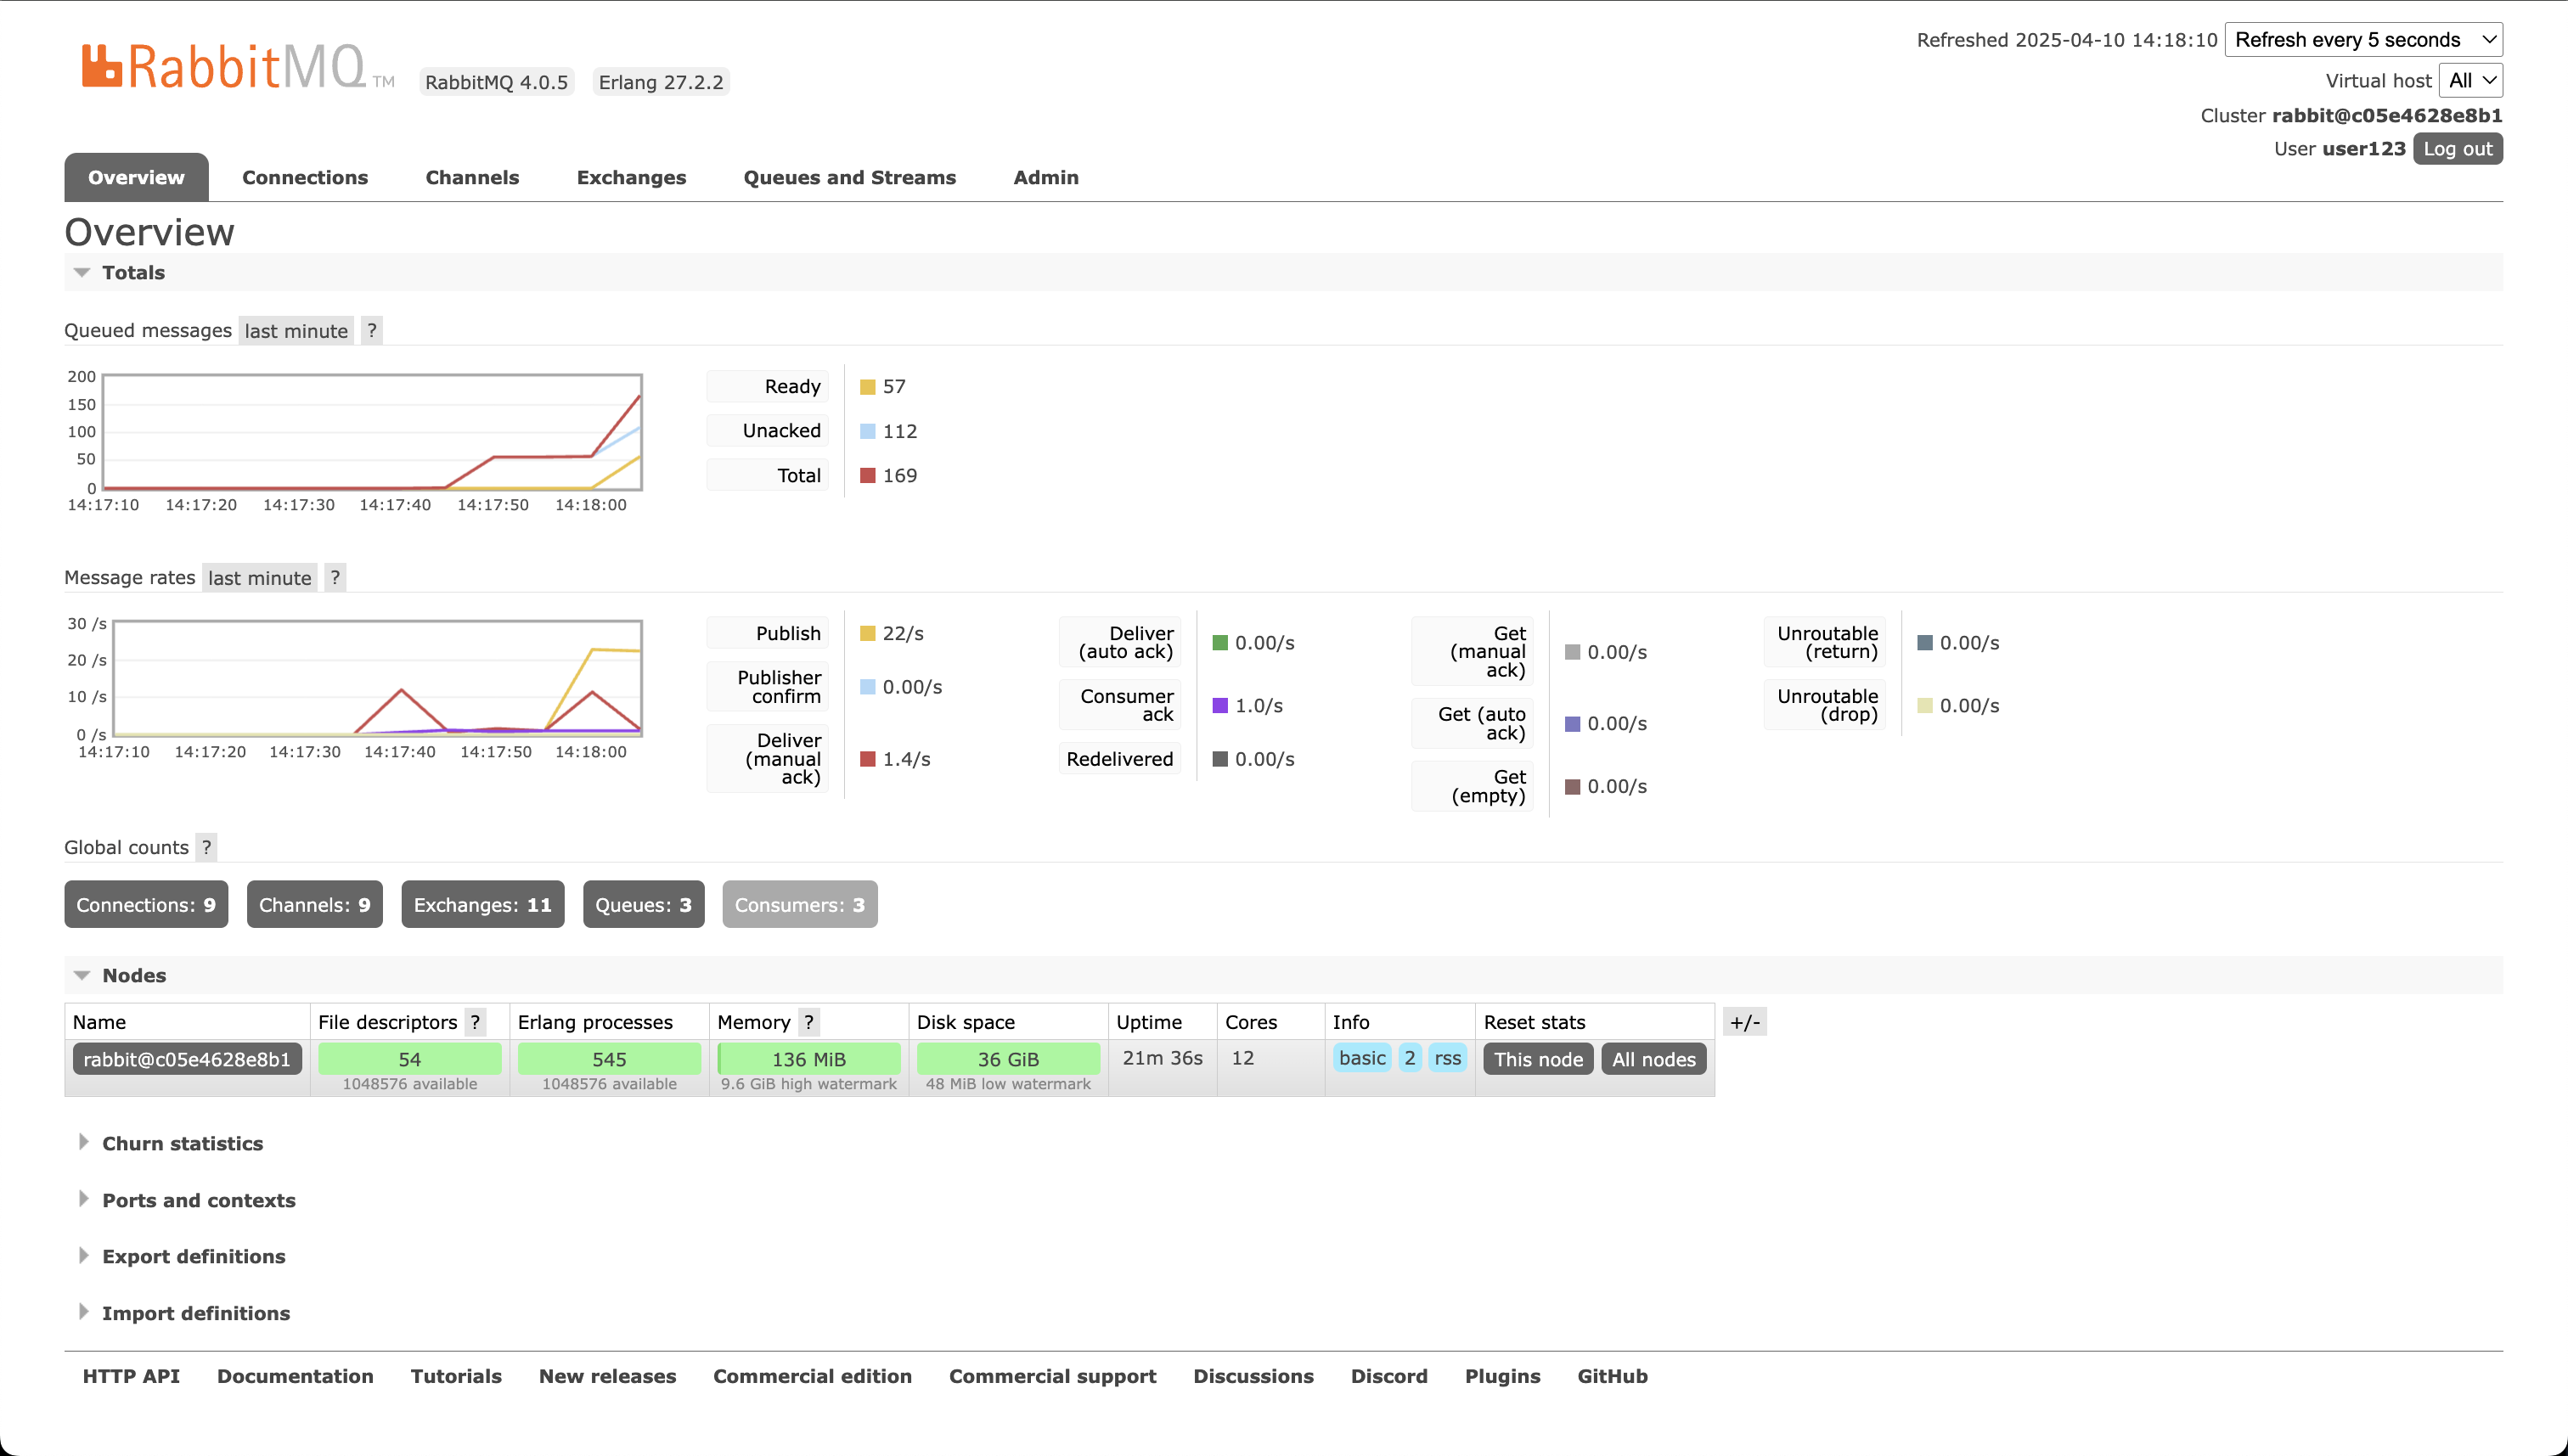 Refreshed 2025-04-10 14:18:10 Refresh every 5 seconds
RabbitMQ TM RabbitMQ 4.0.5 Erlang 27.2.2
Virtual host All
Cluster rabbit@c05e4628e8b1
User user123 Log out
Overview Connections Channels Exchanges Queues and Streams Admin
Overview
Totals
Queued messages last minute ?
200
150
100
50
0
14:17:10 14:17:20 14:17:30 14:17:40 14:17:50 14:18:00
Ready 57
Unacked 112
Total 169
Message rates last minute ?
30 /s
20 /s
10 /s
0 /s
14:17:10 14:17:20 14:17:30 14:17:40 14:17:50 14:18:00
Publish 22/s
Publisher
confirm 0.00/s
Deliver
(manual
ack) 1.4/s
Deliver
(auto ack) 0.00/s
Consumer
ack 1.0/s
Redelivered 0.00/s
Get
(manual
ack) 0.00/s
Get (auto
ack) 0.00/s
Get
(empty) 0.00/s
Unroutable
(return) 0.00/s
Unroutable
(drop) 0.00/s
Global counts ?
Connections: 9 Channels: 9 Exchanges: 11 Queues: 3 Consumers: 3
Nodes
Name File descriptors ? Erlang processes Memory ? Disk space Uptime Cores Info Reset stats +/-
rabbit@c05e4628e8b1 54 545 136 MiB 36 GiB 21m 36s 12 basic 2 rss This node All nodes
1048576 available 1048576 available 9.6 GiB high watermark 48 MiB low watermark
Churn statistics
Ports and contexts
Export definitions
Import definitions
HTTP API Documentation Tutorials New releases Commercial edition Commercial support Discussions Discord Plugins GitHub